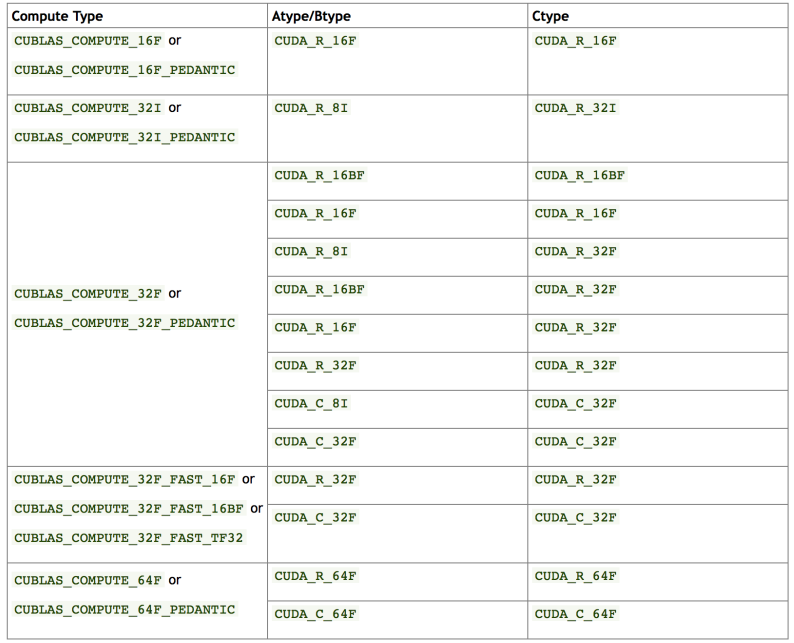 Compute Type Atype/Btype Ctype
CUBLAS_COMPUTE_16F or CUDA_R_16F CUDA_R_16F
CUBLAS_COMPUTE_16F_PEDANTIC
CUBLAS_COMPUTE_32I or CUDA_R_8I CUDA_R_32I
CUBLAS_COMPUTE_32I_PEDANTIC
CUDA_R_16BF CUDA_R_16BF
CUDA_R_16F CUDA_R_16F
CUDA_R_8I CUDA_R_32F
CUBLAS_COMPUTE_32F or CUDA_R_16BF CUDA_R_32F
CUBLAS_COMPUTE_32F_PEDANTIC CUDA_R_16F CUDA_R_32F
CUDA_R_32F CUDA_R_32F
CUDA_C_8I CUDA_C_32F
CUDA_C_32F CUDA_C_32F
CUBLAS_COMPUTE_32F_FAST_16F or CUDA_R_32F CUDA_R_32F
CUBLAS_COMPUTE_32F_FAST_16BF or CUDA_C_32F CUDA_C_32F
CUBLAS_COMPUTE_32F_FAST_TF32
CUBLAS_COMPUTE_64F or CUDA_R_64F CUDA_R_64F
CUBLAS_COMPUTE_64F_PEDANTIC CUDA_C_64F CUDA_C_64F